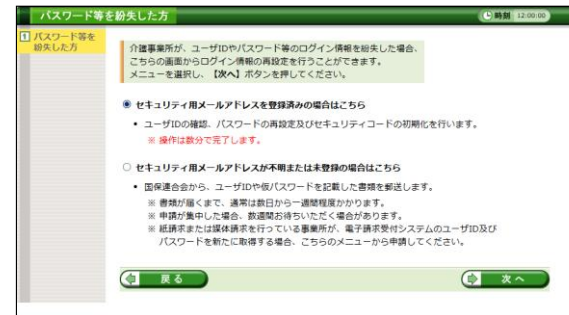 パスワード等を紛失した方
時刻 12:00:00
1 パスワード等を
紛失した方
介護事業所が、ユーザIDやパスワード等のログイン情報を紛失した場合、
こちらの画面からログイン情報の再設定を行うことができます。
メニューを選択し、【次へ】ボタンを押してください。
セキュリティ用メールアドレスを登録済みの場合はこちら
• ユーザIDの確認、パスワードの再設定及びセキュリティコードの初期化を行います。
※ 操作は数分で完了します。
セキュリティ用メールアドレスが不明または未登録の場合はこちら
• 国保連合会から、ユーザIDや仮パスワードを記載した書類を郵送します。
※ 書類が届くまで、通常は数日から一週間程度かかります。
※ 申請が集中した場合、数週間お待ちいただく場合があります。
※ 紙請求または媒体請求を行っている事業所が、電子請求受付システムのユーザID及び
パスワードを新たに取得する場合、こちらのメニューから申請してください。
戻る
次へ